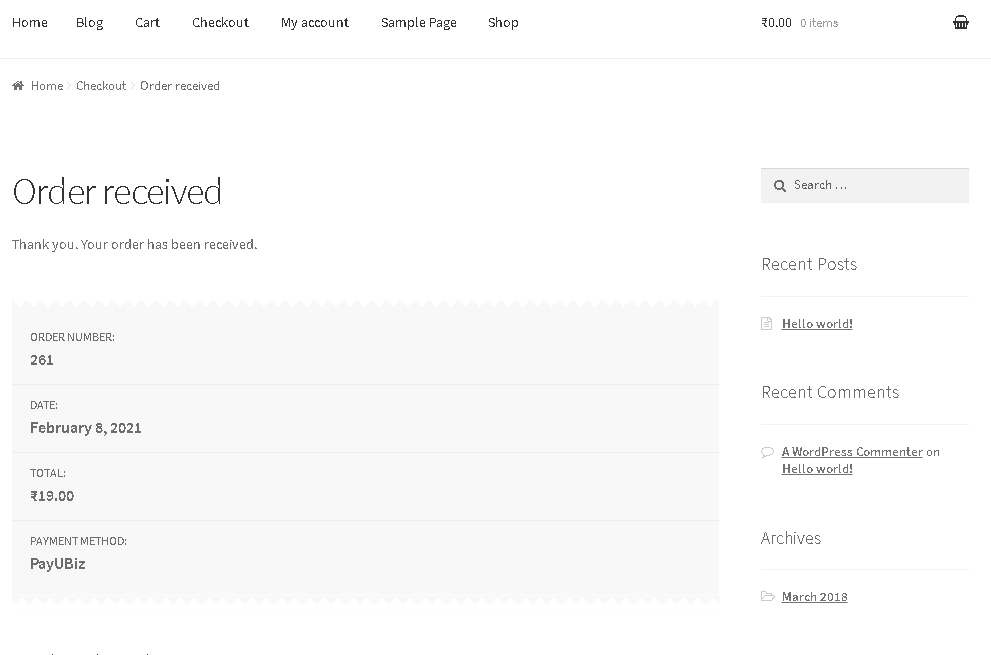 Home Blog Cart Checkout My account Sample Page Shop ₹0.00 0 items
Home Checkout Order received
Order received
Thank you. Your order has been received.
ORDER NUMBER:
261
DATE:
February 8, 2021
TOTAL:
₹19.00
PAYMENT METHOD:
PayUBiz
Search …
Recent Posts
Hello world!
Recent Comments
A WordPress Commenter on
Hello world!
Archives
March 2018